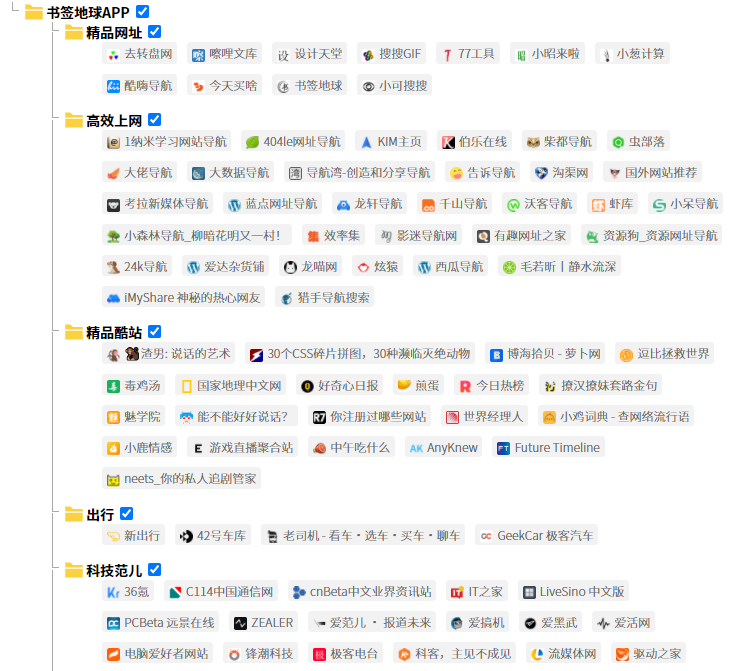 书签地球APP
精品网址
去转盘网 嚓哩文库 设计天堂 搜搜GIF 77工具 小昭来啦 小葱计算
酷嗨导航 今天买啥 书签地球 小可搜搜
高效上网
1纳米学习网站导航 404le网址导航 KIM主页 伯乐在线 柴都导航 虫部落
大佬导航 大数据导航 导航湾-创造和分享导航 告诉导航 沟渠网 国外网站推荐
考拉新媒体导航 蓝点网址导航 龙轩导航 千山导航 沃客导航 虾库 小呆导航
小森林导航_柳暗花明又一村！ 效率集 影迷导航网 有趣网址之家 资源狗_资源网址导航
24k导航 爱达杂货铺 龙喵网 炫猿 西瓜导航 毛若昕丨静水流深
iMyShare 神秘的热心网友 猎手导航搜索
精品酷站
渣男: 说话的艺术 30个CSS碎片拼图，30种濒临灭绝动物 博海拾贝 - 萝卜网 逗比拯救世界
毒鸡汤 国家地理中文网 好奇心日报 煎蛋 今日热榜 撩汉撩妹套路金句
魅学院 能不能好好说话？ 你注册过哪些网站 世界经理人 小鸡词典 - 查网络流行语
小鹿情感 游戏直播聚合站 中午吃什么 AnyKnew Future Timeline
neets_你的私人追剧管家
出行
新出行 42号车库 老司机 - 看车・选车・买车・聊车 GeekCar 极客汽车
科技范儿
36氪 C114中国通信网 cnBeta中文业界资讯站 IT之家 LiveSino 中文版
PCBeta 远景在线 ZEALER 爱范儿 · 报道未来 爱搞机 爱黑武 爱活网
电脑爱好者网站 锋潮科技 极客电台 科客，主见不成见 流媒体网 驱动之家